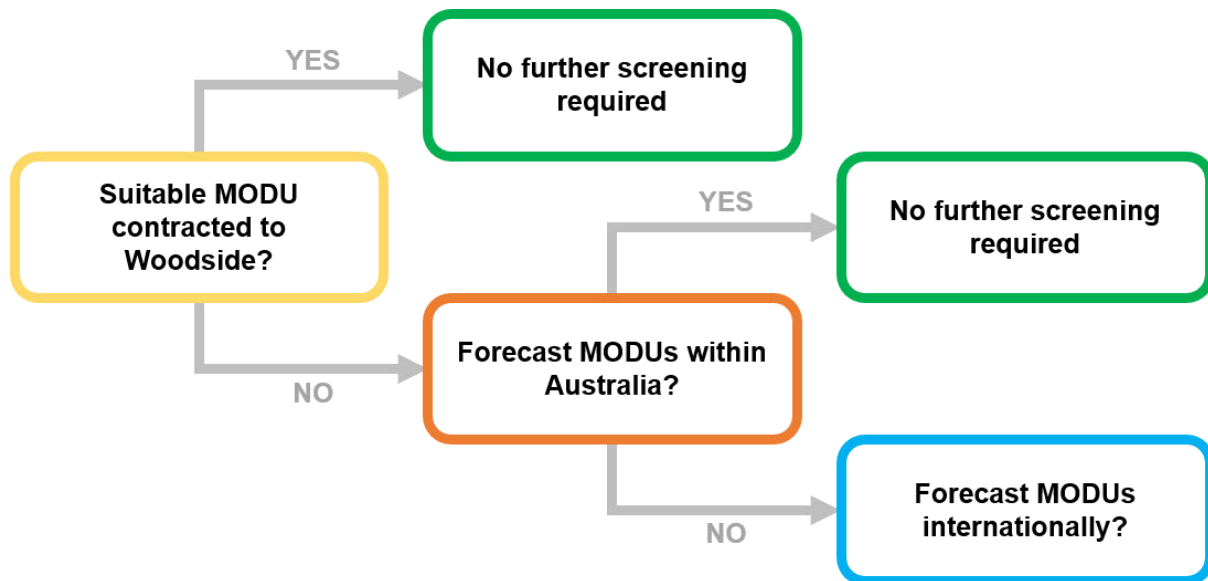 YES
No further screening
required
Suitable MODU
contracted to
Woodside?
YES
No further screening
required
NO
Forecast MODUs within
Australia?
NO
Forecast MODUs
internationally?